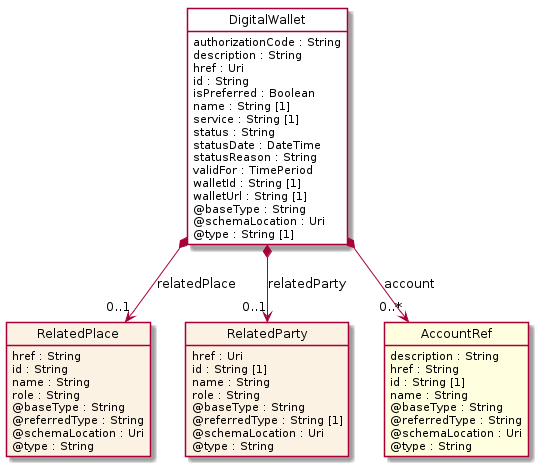 DigitalWallet
authorizationCode : String
description : String
href : Uri
id : String
isPreferred : Boolean
name : String [1]
service : String [1]
status : String
statusDate : DateTime
statusReason : String
validFor : TimePeriod
walletId : String [1]
walletUrl : String [1]
@baseType : String
@schemaLocation : Uri
@type : String [1]
relatedPlace
relatedParty
account
0..1
0..1
0..*
RelatedPlace
href : String
id : String
name : String
role : String
@baseType : String
@referredType : String
@schemaLocation : Uri
@type : String
RelatedParty
href : Uri
id : String [1]
name : String
role : String
@baseType : String
@referredType : String [1]
@schemaLocation : Uri
@type : String
AccountRef
description : String
href : String
id : String [1]
name : String
@baseType : String
@referredType : String
@schemaLocation : Uri
@type : String